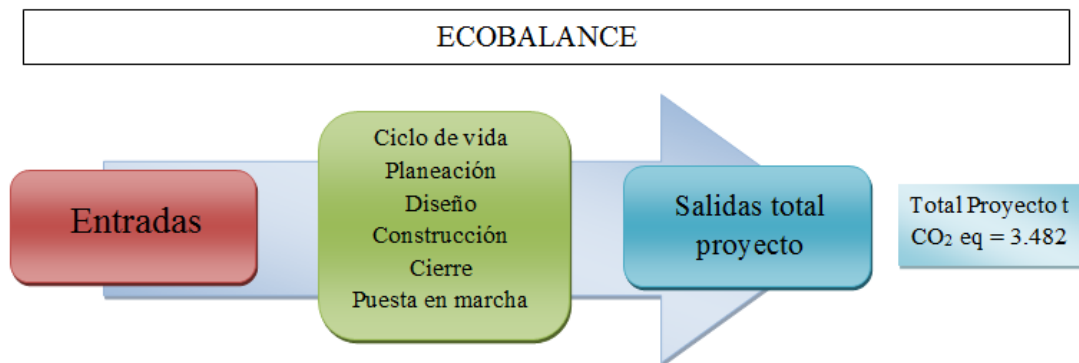 ECOBALANCE
Entradas
Ciclo de vida
Planeación
Diseño
Construcción
Cierre
Puesta en marcha
Salidas total
proyecto
Total Proyecto t
CO₂ eq = 3.482